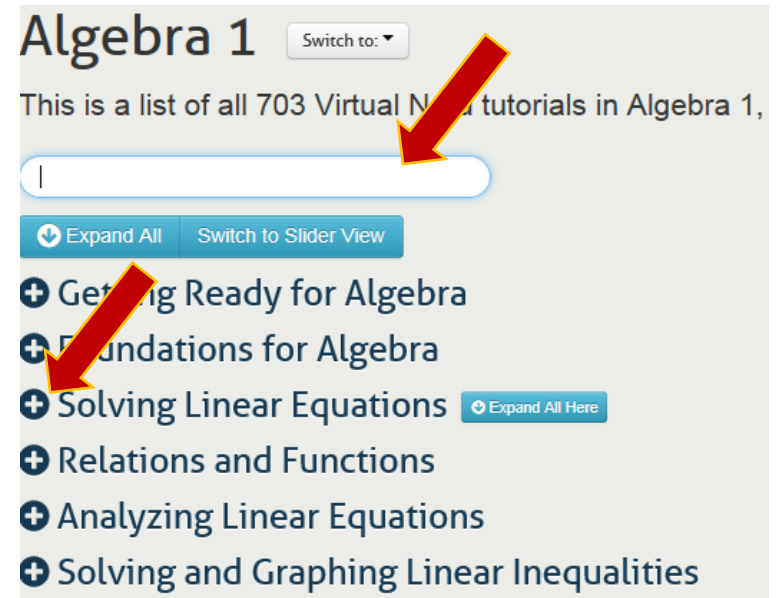 Algebra 1 Switch to:
This is a list of all 703 Virtual tutorials in Algebra 1,
Expand All Switch to Slider View
Ready for Algebra
for Algebra
Solving Linear Equations Expand All Here
Relations and Functions
Analyzing Linear Equations
Solving and Graphing Linear Inequalities